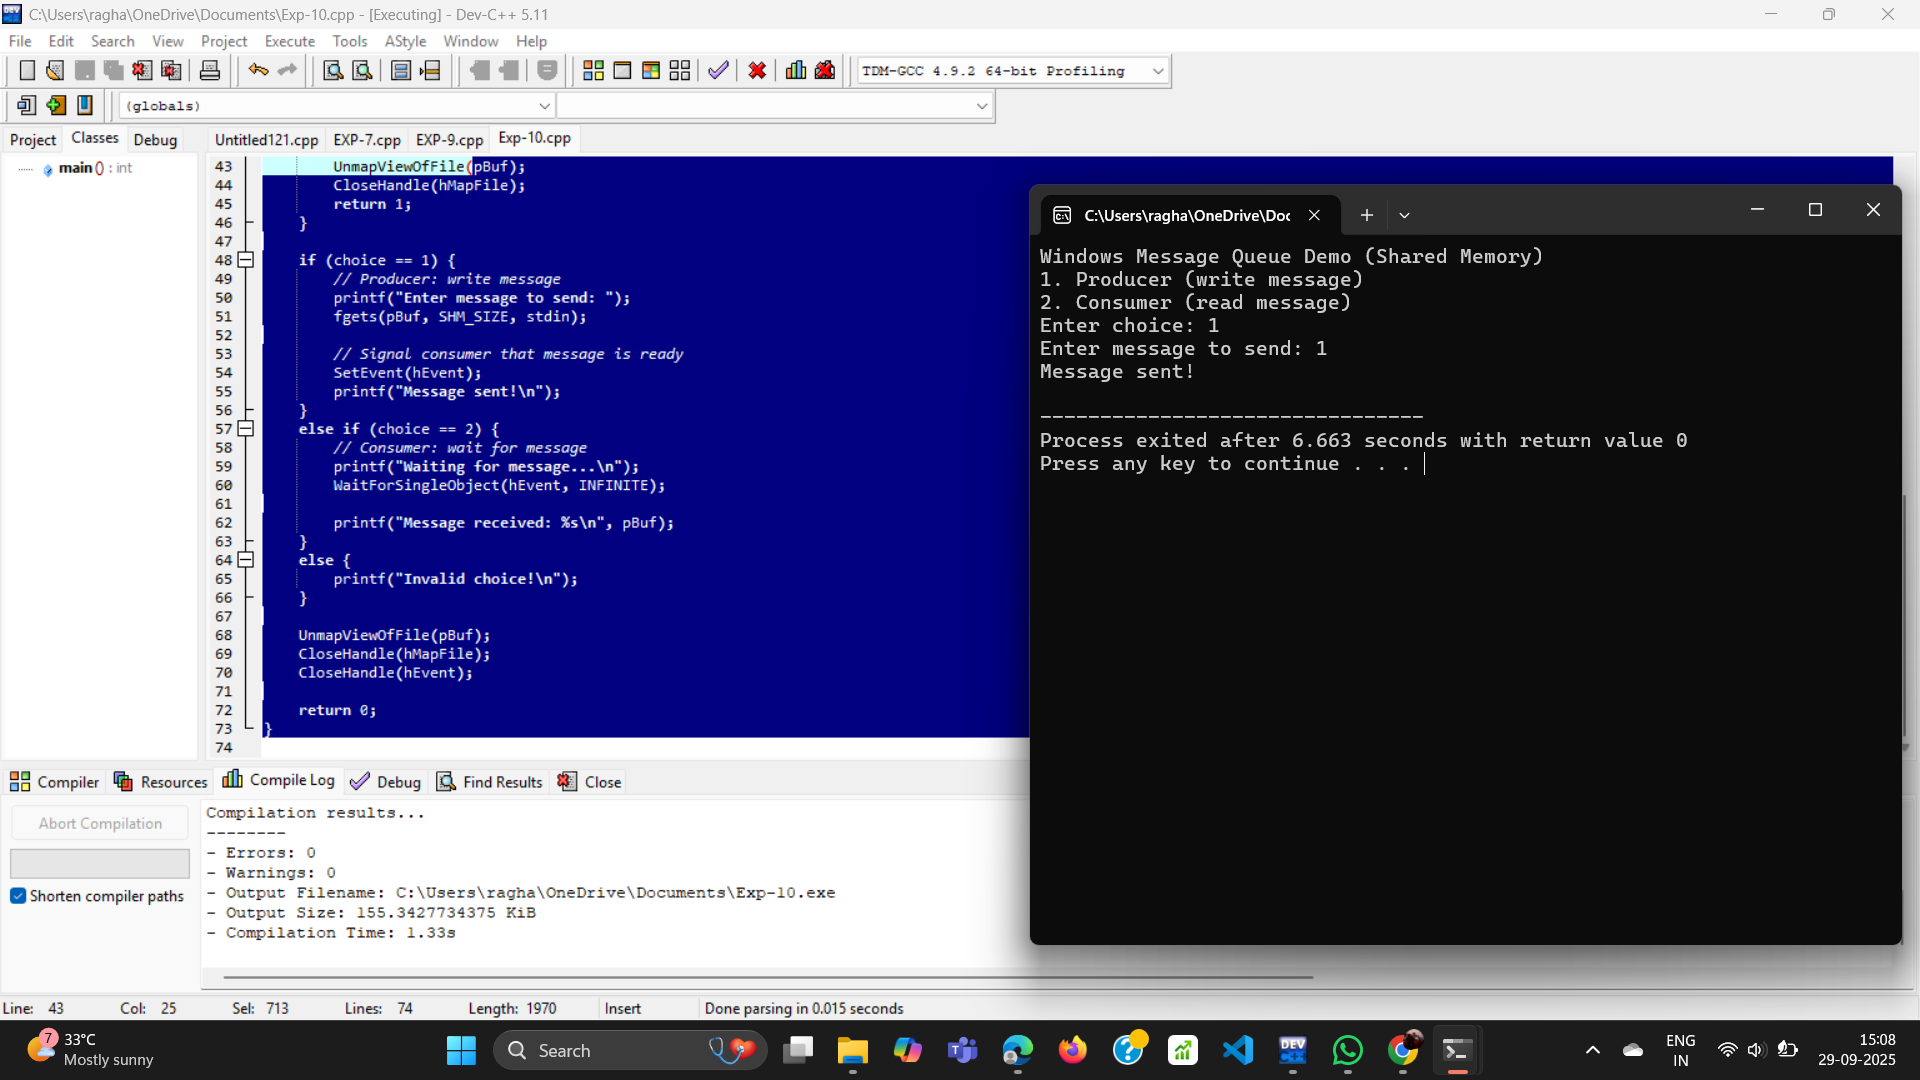 C:\Users\ragha\OneDrive\Documents\Exp-10.cpp - [Executing] - Dev-C++ 5.11
File Edit Search View Project Execute Tools AStyle Window Help
TDM-GCC 4.9.2 64-bit Profiling
(globals)
Project Classes Debug
Untitled121.cpp EXP-7.cpp EXP-9.cpp Exp-10.cpp
main () : int
43 UnmapViewOfFile(pBuf);
44 CloseHandle(hMapFile);
45 return 1;
46 }
47
48 if (choice == 1) {
49 // Producer: write message
50 printf("Enter message to send: ");
51 fgets(pBuf, SHM_SIZE, stdin);
52
53 // Signal consumer that message is ready
54 SetEvent(hEvent);
55 printf("Message sent!\n");
56 }
57 else if (choice == 2) {
58 // Consumer: wait for message
59 printf("Waiting for message...\n");
60 WaitForSingleObject(hEvent, INFINITE);
61
62 printf("Message received: %s\n", pBuf);
63 }
64 else {
65 printf("Invalid choice!\n");
66 }
67
68 UnmapViewOfFile(pBuf);
69 CloseHandle(hMapFile);
70 CloseHandle(hEvent);
71
72 return 0;
73 }
74
C:\Users\ragha\OneDrive\Doc
Windows Message Queue Demo (Shared Memory)
1. Producer (write message)
2. Consumer (read message)
Enter choice: 1
Enter message to send: 1
Message sent!
--------------------------------
Process exited after 6.663 seconds with return value 0
Press any key to continue . . .
Compiler Resources Compile Log Debug Find Results Close
Abort Compilation
Shorten compiler paths
Compilation results...
--------
- Errors: 0
- Warnings: 0
- Output Filename: C:\Users\ragha\OneDrive\Documents\Exp-10.exe
- Output Size: 155.3427734375 KiB
- Compilation Time: 1.33s
Line: 43 Col: 25 Sel: 713 Lines: 74 Length: 1970 Insert Done parsing in 0.015 seconds
7
33°C
Mostly sunny
Search
DEV C++
ENG
IN
15:08
29-09-2025